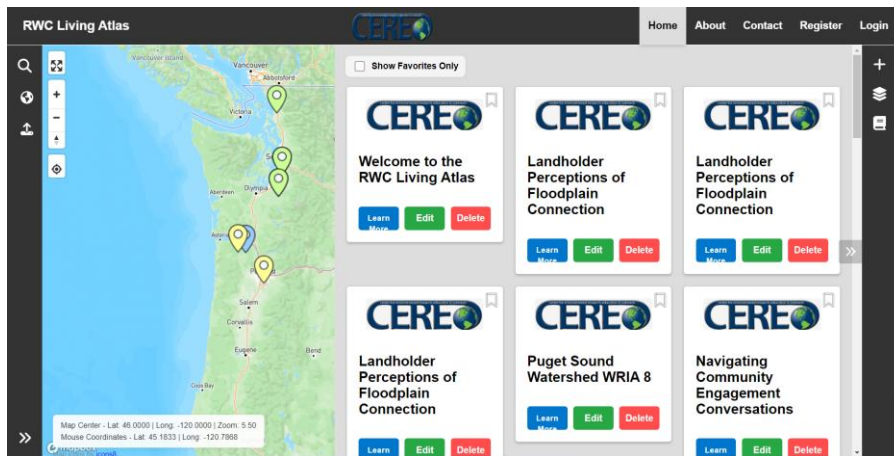 RWC Living Atlas
CEREO
Home
About
Contact
Register
Login
Vancouver Island
Vancouver
Abbotsford
Victoria
Aberdeen
Olympia
Salem
Corvallis
Eugene
Bend
Coos Bay
Map Center - Lat: 46.0000 | Long: -120.0000 | Zoom: 5.50
Mouse Coordinates - Lat: 45.1833 | Long: -120.7868
Show Favorites Only
CEREO
Welcome to the
RWC Living Atlas
Learn
More
Edit
Delete
CEREO
Landholder
Perceptions of
Floodplain
Connection
Learn
More
Edit
Delete
CEREO
Landholder
Perceptions of
Floodplain
Connection
Learn
More
Edit
Delete
CEREO
Landholder
Perceptions of
Floodplain
Connection
Learn
Edit
Delete
CEREO
Puget Sound
Watershed WRIA 8
Learn
More
Edit
Delete
CEREO
Navigating
Community
Engagement
Conversations
Learn
Edit
Delete